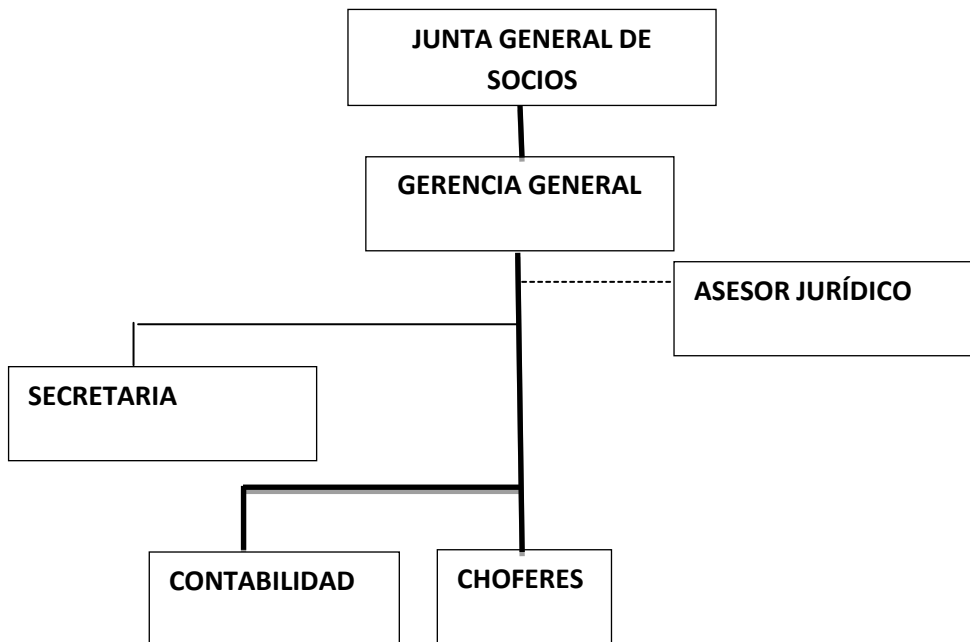 JUNTA GENERAL DE
SOCIOS
GERENCIA GENERAL
ASESOR JURÍDICO
SECRETARIA
CONTABILIDAD
CHOFERES